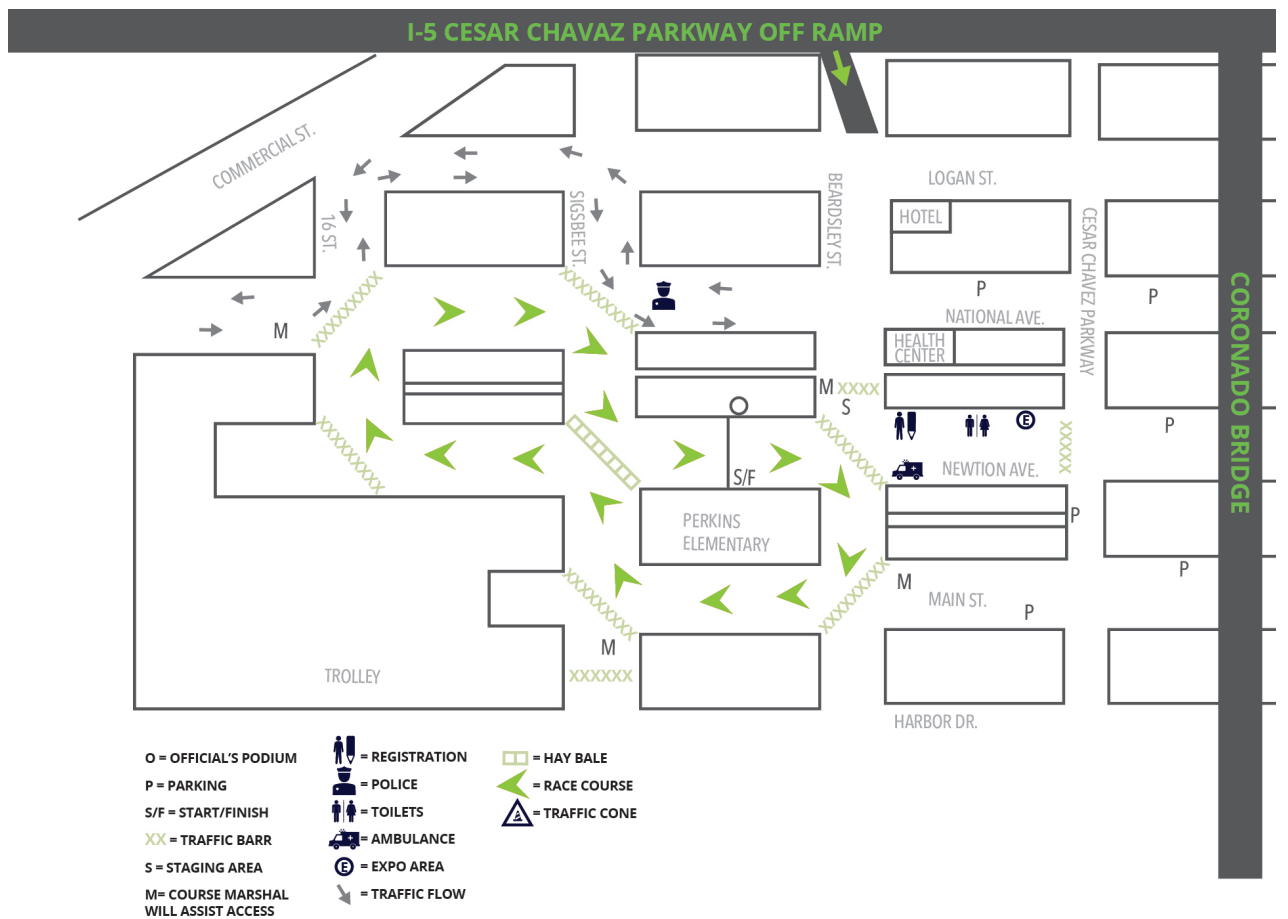 I-5 CESAR CHAVAZ PARKWAY OFF RAMP
COMMERCIAL ST.
LOGAN ST.
BEARDSLEY ST.
SIGSBEE ST.
16 ST.
HOTEL
CESAR CHAVEZ PARKWAY
CORONADO BRIDGE
P
P
NATIONAL AVE.
M
HEALTH
CENTER
M
XXXX
S
E
P
XXXXX
NEWTION AVE.
S/F
PERKINS
ELEMENTARY
P
P
M
MAIN ST.
P
M
XXXXXX
TROLLEY
HARBOR DR.
O = OFFICIAL'S PODIUM
P = PARKING
S/F = START/FINISH
XX = TRAFFIC BARR
S = STAGING AREA
M= COURSE MARSHAL
WILL ASSIST ACCESS
= REGISTRATION
= POLICE
= TOILETS
= AMBULANCE
E = EXPO AREA
= TRAFFIC FLOW
= HAY BALE
= RACE COURSE
= TRAFFIC CONE